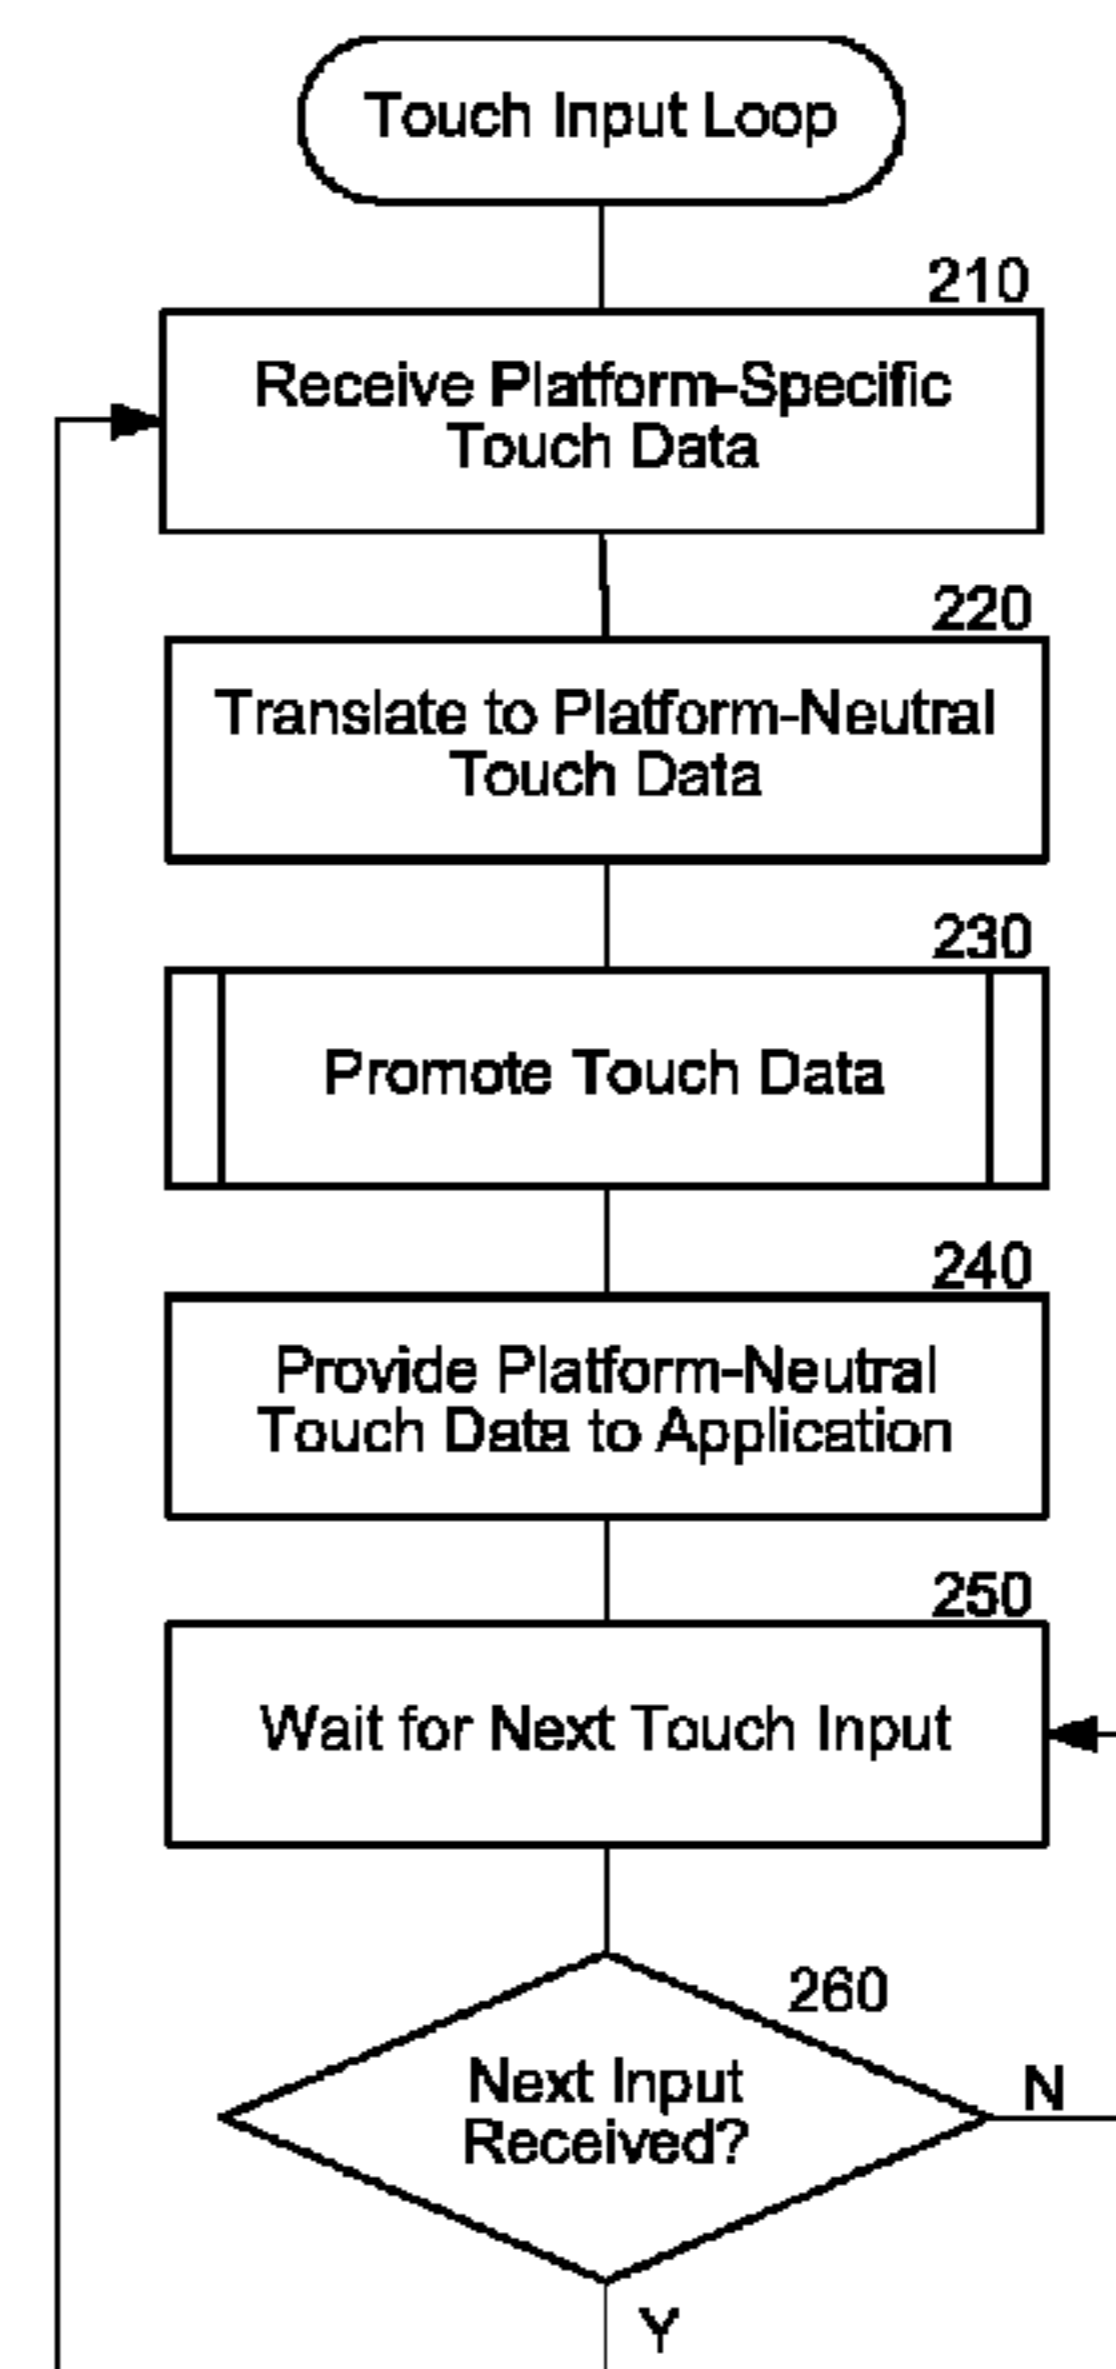 Touch Input Loop
210
Receive Platform-Specific
Touch Data
220
Translate to Platform-Neutral
Touch Data
230
Promote Touch Data
240
Provide Platform-Neutral
Touch Data to Application
250
Wait for Next Touch Input
260
Next Input
Received?
N
Y